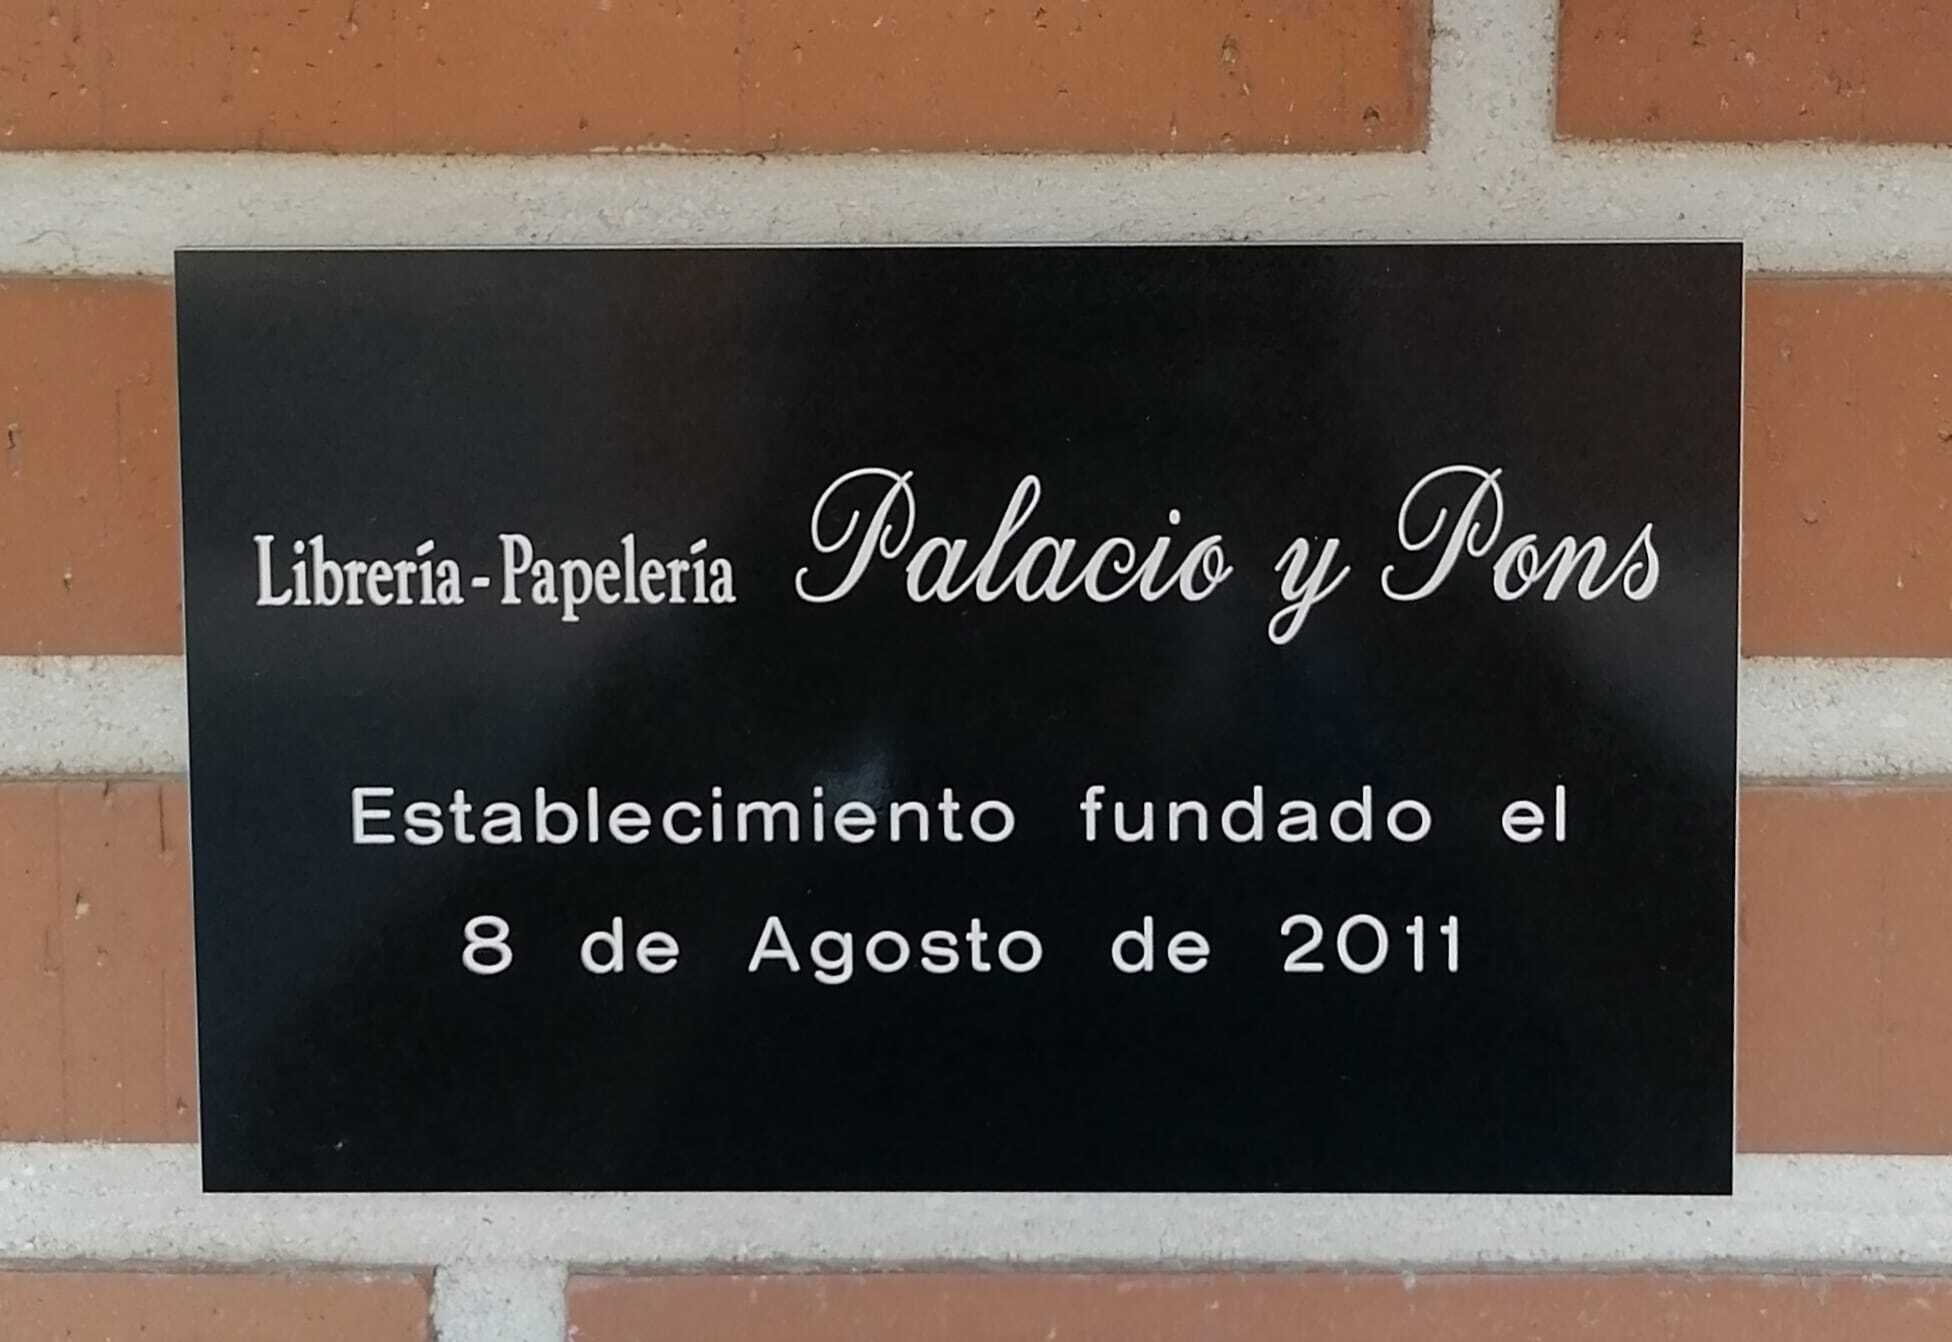 Librería-Papelería Palacio y Pons
Establecimiento fundado el
8 de Agosto de 2011